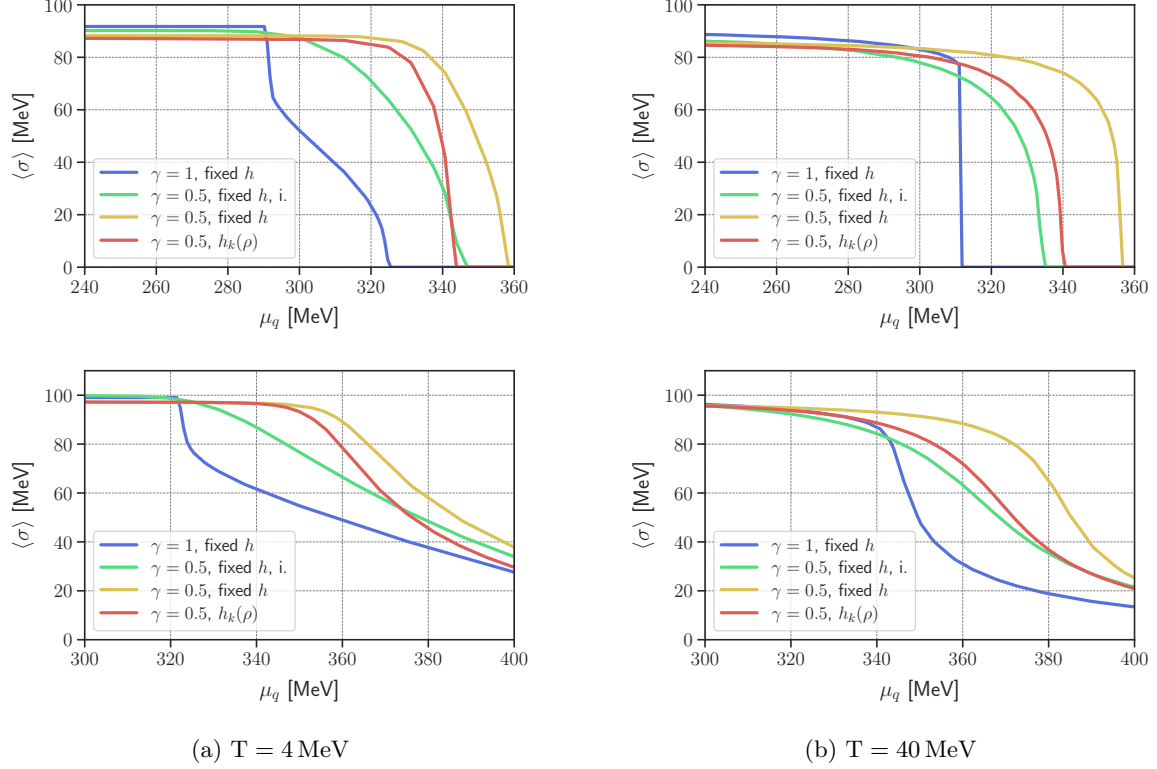 100
80
60
40
20
0
⟨σ⟩ [MeV]
γ = 1, fixed h
γ = 0.5, fixed h, i.
γ = 0.5, fixed h
γ = 0.5, h_k(ρ)
240 260 280 300 320 340 360
μ_q [MeV]
100
80
60
40
20
0
⟨σ⟩ [MeV]
γ = 1, fixed h
γ = 0.5, fixed h, i.
γ = 0.5, fixed h
γ = 0.5, h_k(ρ)
240 260 280 300 320 340 360
μ_q [MeV]
100
80
60
40
20
0
⟨σ⟩ [MeV]
γ = 1, fixed h
γ = 0.5, fixed h, i.
γ = 0.5, fixed h
γ = 0.5, h_k(ρ)
300 320 340 360 380 400
μ_q [MeV]
100
80
60
40
20
0
⟨σ⟩ [MeV]
γ = 1, fixed h
γ = 0.5, fixed h, i.
γ = 0.5, fixed h
γ = 0.5, h_k(ρ)
300 320 340 360 380 400
μ_q [MeV]
(a) T = 4 MeV
(b) T = 40 MeV